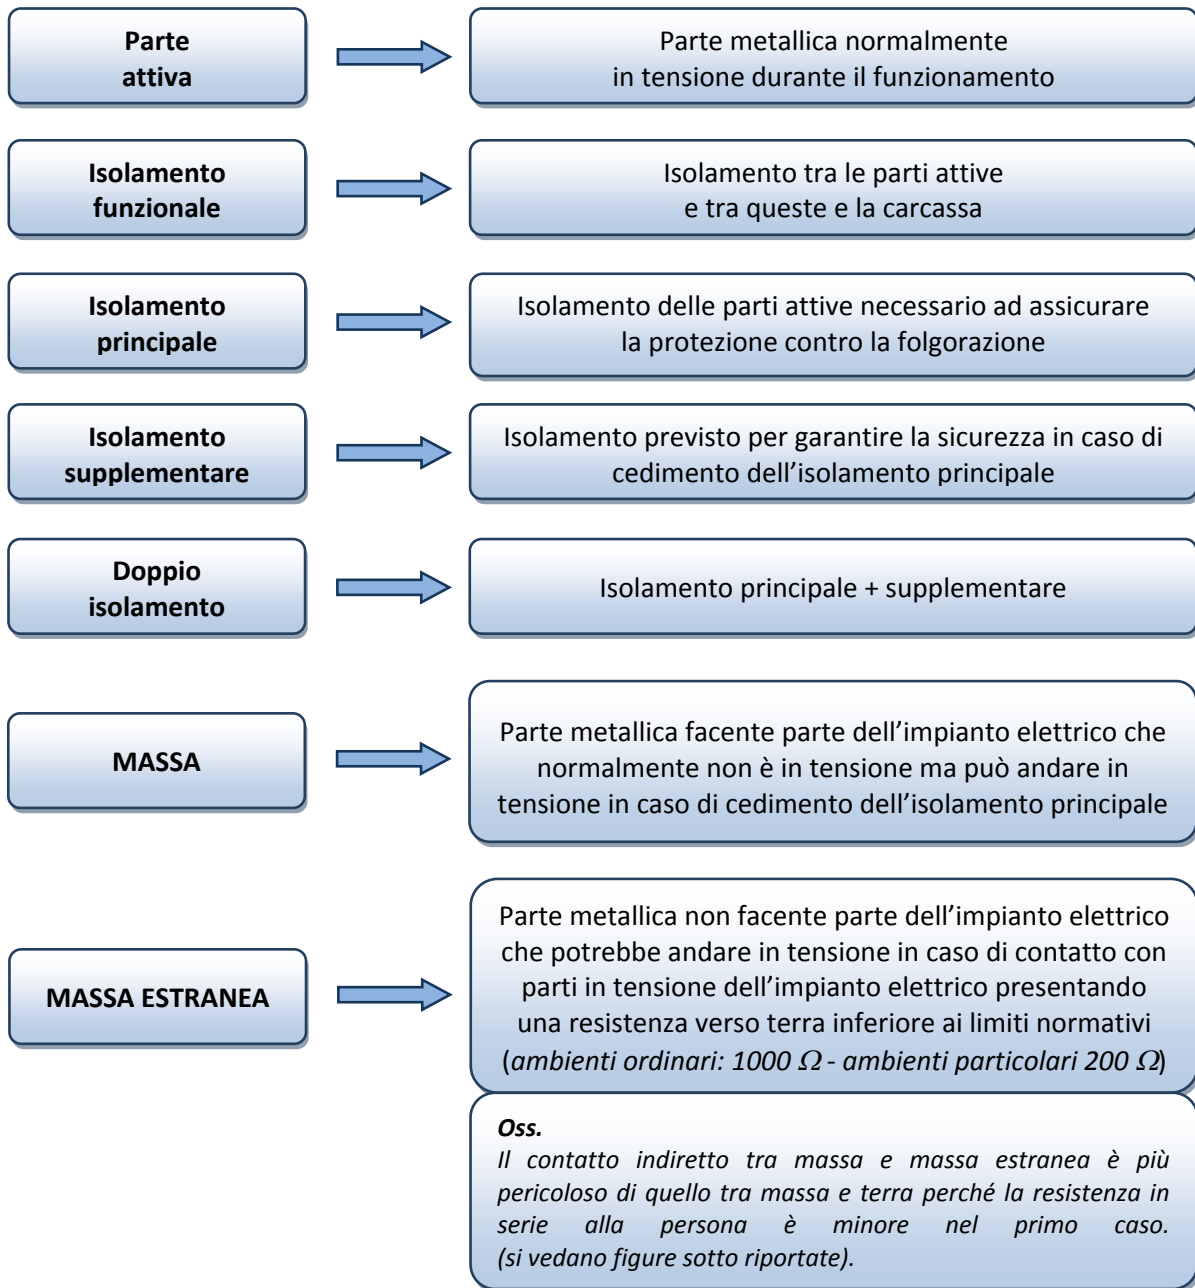 Parte
attiva
Parte metallica normalmente
in tensione durante il funzionamento
Isolamento
funzionale
Isolamento tra le parti attive
e tra queste e la carcassa
Isolamento
principale
Isolamento delle parti attive necessario ad assicurare
la protezione contro la folgorazione
Isolamento
supplementare
Isolamento previsto per garantire la sicurezza in caso di
cedimento dell’isolamento principale
Doppio
isolamento
Isolamento principale + supplementare
MASSA
Parte metallica facente parte dell’impianto elettrico che
normalmente non è in tensione ma può andare in
tensione in caso di cedimento dell’isolamento principale
MASSA ESTRANEA
Parte metallica non facente parte dell’impianto elettrico
che potrebbe andare in tensione in caso di contatto con
parti in tensione dell’impianto elettrico presentando
una resistenza verso terra inferiore ai limiti normativi
(ambienti ordinari: 1000 Ω - ambienti particolari 200 Ω)
Oss.
Il contatto indiretto tra massa e massa estranea è più
pericoloso di quello tra massa e terra perché la resistenza in
serie alla persona è minore nel primo caso.
(si vedano figure sotto riportate).